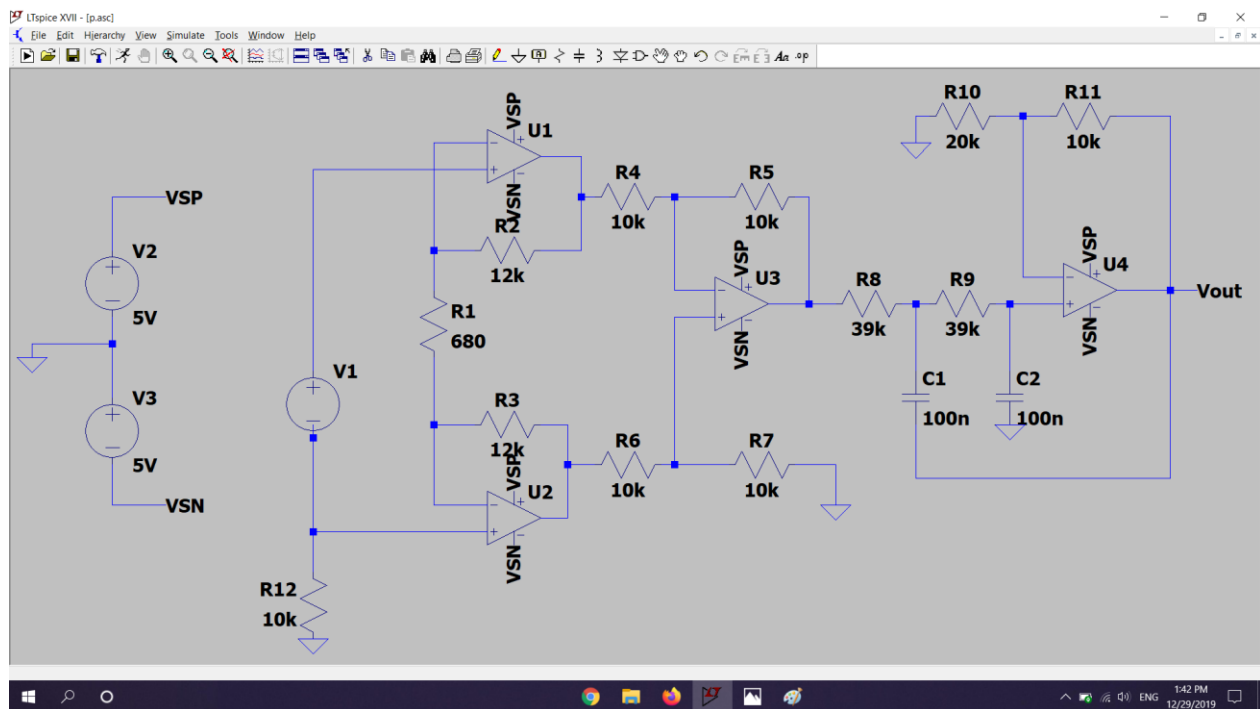 LTspice XVII - [p.asc]
File Edit Hjerarchy View Simulate Tools Window Help
Aa .op
VSP
V2
5V
V3
5V
VSN
V1
R12
10k
VSP
U1
VSN
R2
12k
R1
680
R3
12k
VSP
U2
VSN
R4
10k
R5
10k
VSP
U3
VSN
R6
10k
R7
10k
R8
39k
R9
39k
C1
100n
C2
100n
R10
20k
R11
10k
VSP
U4
VSN
Vout
ENG
1:42 PM
12/29/2019